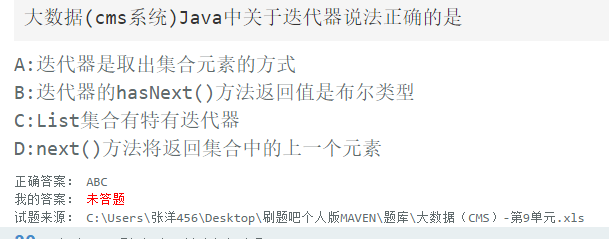 大数据(cms系统)Java中关于迭代器说法正确的是
A:迭代器是取出集合元素的方式
B:迭代器的hasNext()方法返回值是布尔类型
C:List集合有特有迭代器
D:next()方法将返回集合中的上一个元素
正确答案: ABC
我的答案: 未答题
试题来源: C:\Users\张洋456\Desktop\刷题吧个人版MAVEN\题库\大数据（CMS）-第9单元.xls